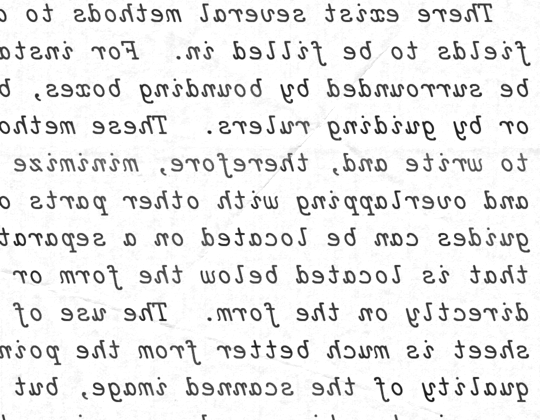 There exist several methods to
fields to be filled in. For insta
be surrounded by bounding boxes, b
or by guiding rulers. These metho
to write and, therefore, minimize
and overlapping with other parts o
guides can be located on a separat
that is located below the form or
directly on the form. The use of
sheet is much better from the poin
quality of the scanned image, but